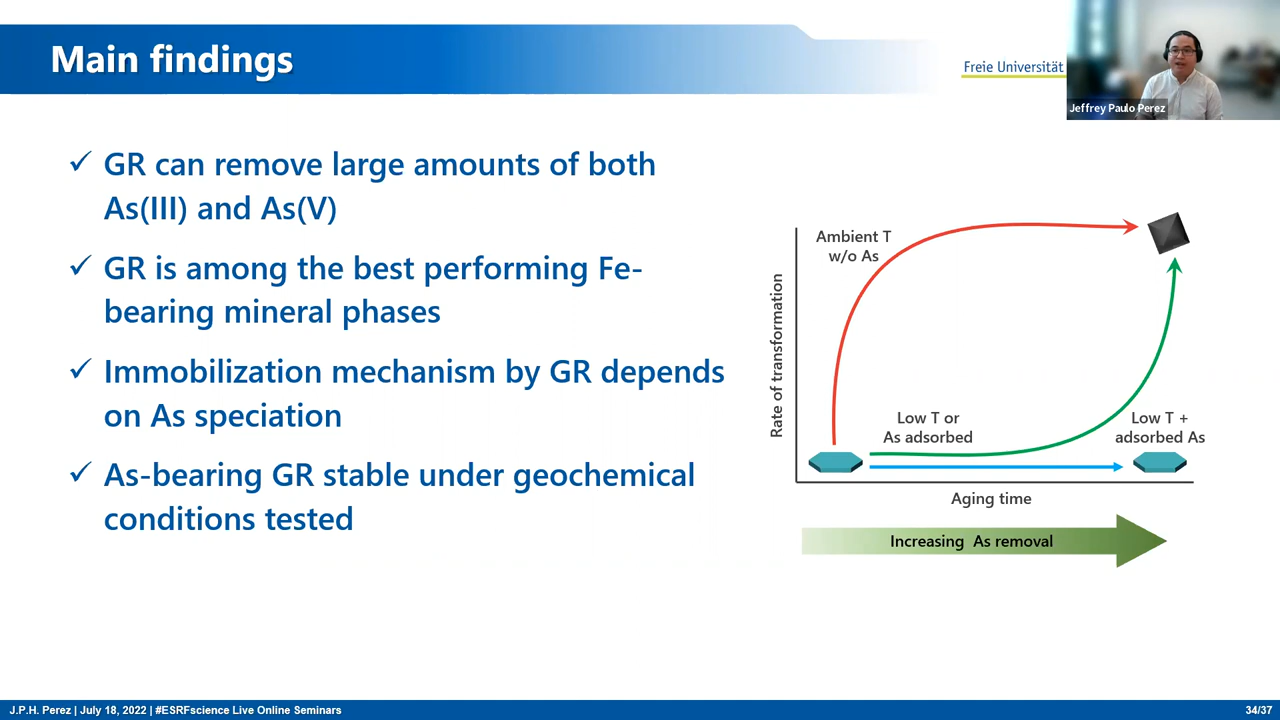 Main findings
Freie Universität
Jeffrey Paulo Perez
✓ GR can remove large amounts of both
As(III) and As(V)
✓ GR is among the best performing Fe-
bearing mineral phases
✓ Immobilization mechanism by GR depends
on As speciation
✓ As-bearing GR stable under geochemical
conditions tested
Rate of transformation
Ambient T
w/o As
Low T or
As adsorbed
Low T +
adsorbed As
Aging time
Increasing As removal
J.P.H. Perez | July 18, 2022 | #ESRFscience Live Online Seminars
34/37